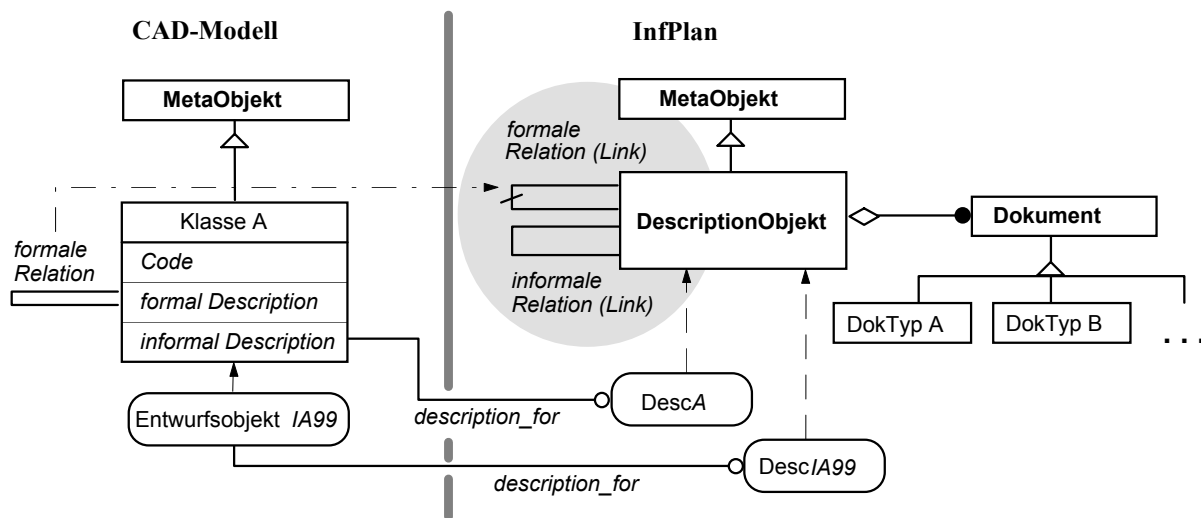 CAD-Modell
InfPlan
MetaObjekt
MetaObjekt
formale
Relation (Link)
Klasse A
Code
formal Description
informal Description
formale
Relation
DescriptionObjekt
Dokument
informale
Relation (Link)
DokTyp A
DokTyp B
. . .
Entwurfsobjekt IA99
description_for
DescA
description_for
DescIA99